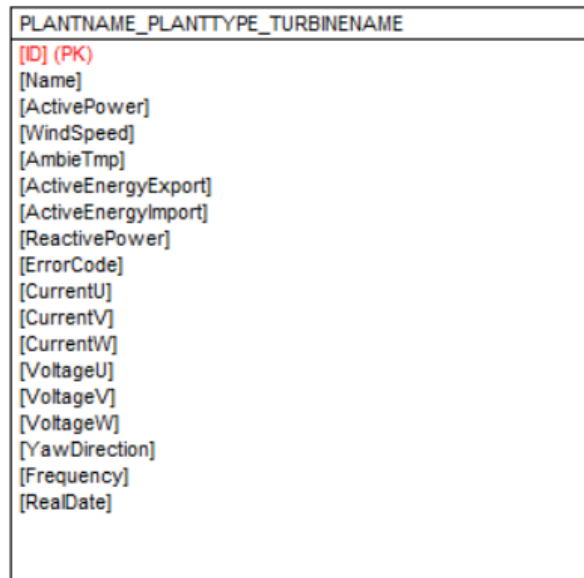 PLANTNAME_PLANTTYPE_TURBINENAME
[ID] (PK)
[Name]
[ActivePower]
[WindSpeed]
[AmbieTmp]
[ActiveEnergyExport]
[ActiveEnergyImport]
[ReactivePower]
[ErrorCode]
[CurrentU]
[CurrentV]
[CurrentW]
[VoltageU]
[VoltageV]
[VoltageW]
[YawDirection]
[Frequency]
[RealDate]